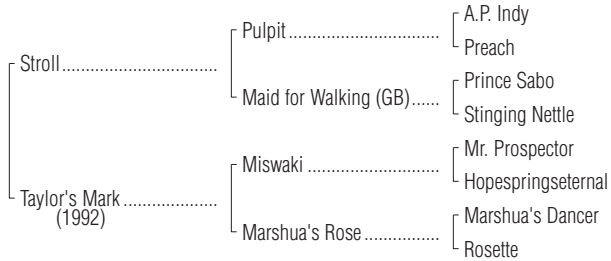 A.P. Indy
Pulpit
Preach
Stroll
Prince Sabo
Maid for Walking (GB)
Stinging Nettle
Mr. Prospector
Miswaki
Hopespringseternal
Taylor's Mark
(1992)
Marshua's Dancer
Marshua's Rose
Rosette